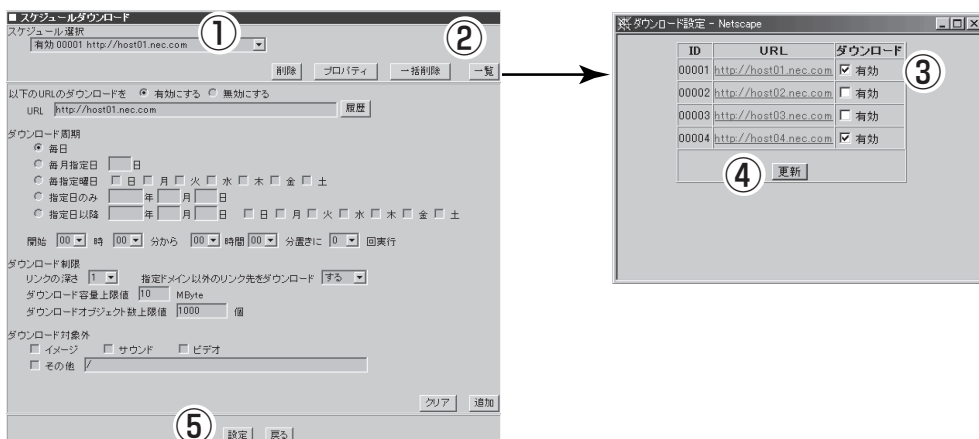 ■ スケジュールダウンロード
スケジュール選択
有効 00001 http://host01.nec.com
①
②
削除 プロパティ 一括削除 一覧
以下のURLのダウンロードを 有効にする 無効にする
URL http://host01.nec.com 履歴
ダウンロード周期
毎日
毎月指定日 日
毎指定曜日 日 月 火 水 木 金 土
指定日のみ 年 月 日
指定日以降 年 月 日 日 月 火 水 木 金 土
開始 00 時 00 分から 00 時間 00 分置きに 0 回実行
ダウンロード制限
リンクの深さ 1 指定ドメイン以外のリンク先をダウンロード する
ダウンロード容量上限値 10 MByte
ダウンロードオブジェクト数上限値 1000 個
ダウンロード対象外
イメージ サウンド ビデオ
その他 /
クリア 追加
⑤
設定 戻る
ダウンロード設定 - Netscape
ID URL ダウンロード
00001 http://host01.nec.com 有効
③
00002 http://host02.nec.com 有効
00003 http://host03.nec.com 有効
00004 http://host04.nec.com 有効
④
更新